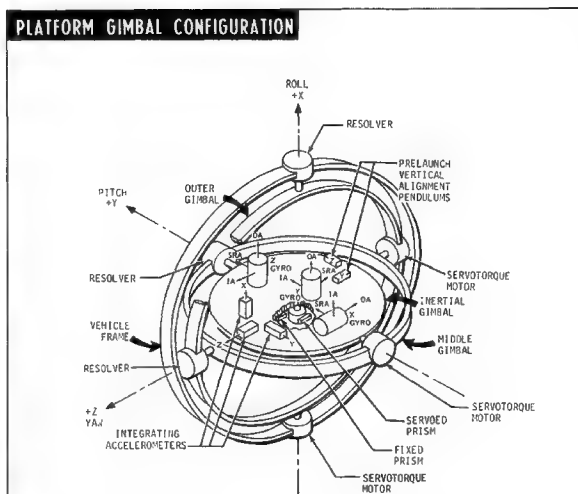 PLATFORM GIMBAL CONFIGURATION
ROLL
+X
RESOLVER
PRELAUNCH
VERTICAL
ALIGNMENT
PENDULUMS
OUTER
GIMBAL
PITCH
+Y
OA
SRA
Z
GYRO
IA
OA
IA
Y
GYRO
SRA
Y
Z
IA
OA
X
GYRO
RESOLVER
X
Z
Y
SERVOTORQUE
MOTOR
INERTIAL
GIMBAL
MIDDLE
GIMBAL
VEHICLE
FRAME
RESOLVER
+Z
YAW
INTEGRATING
ACCELEROMETERS
SERVOTORQUE
MOTOR
SERVOED
PRISM
FIXED
PRISM
SERVOTORQUE
MOTOR